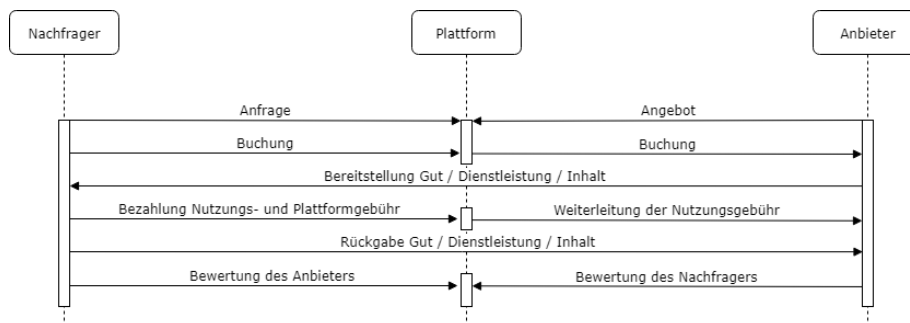 Nachfrager
Plattform
Anbieter
Anfrage
Angebot
Buchung
Buchung
Bereitstellung Gut / Dienstleistung / Inhalt
Bezahlung Nutzungs- und Plattformgebühr
Weiterleitung der Nutzungsgebühr
Rückgabe Gut / Dienstleistung / Inhalt
Bewertung des Anbieters
Bewertung des Nachfragers